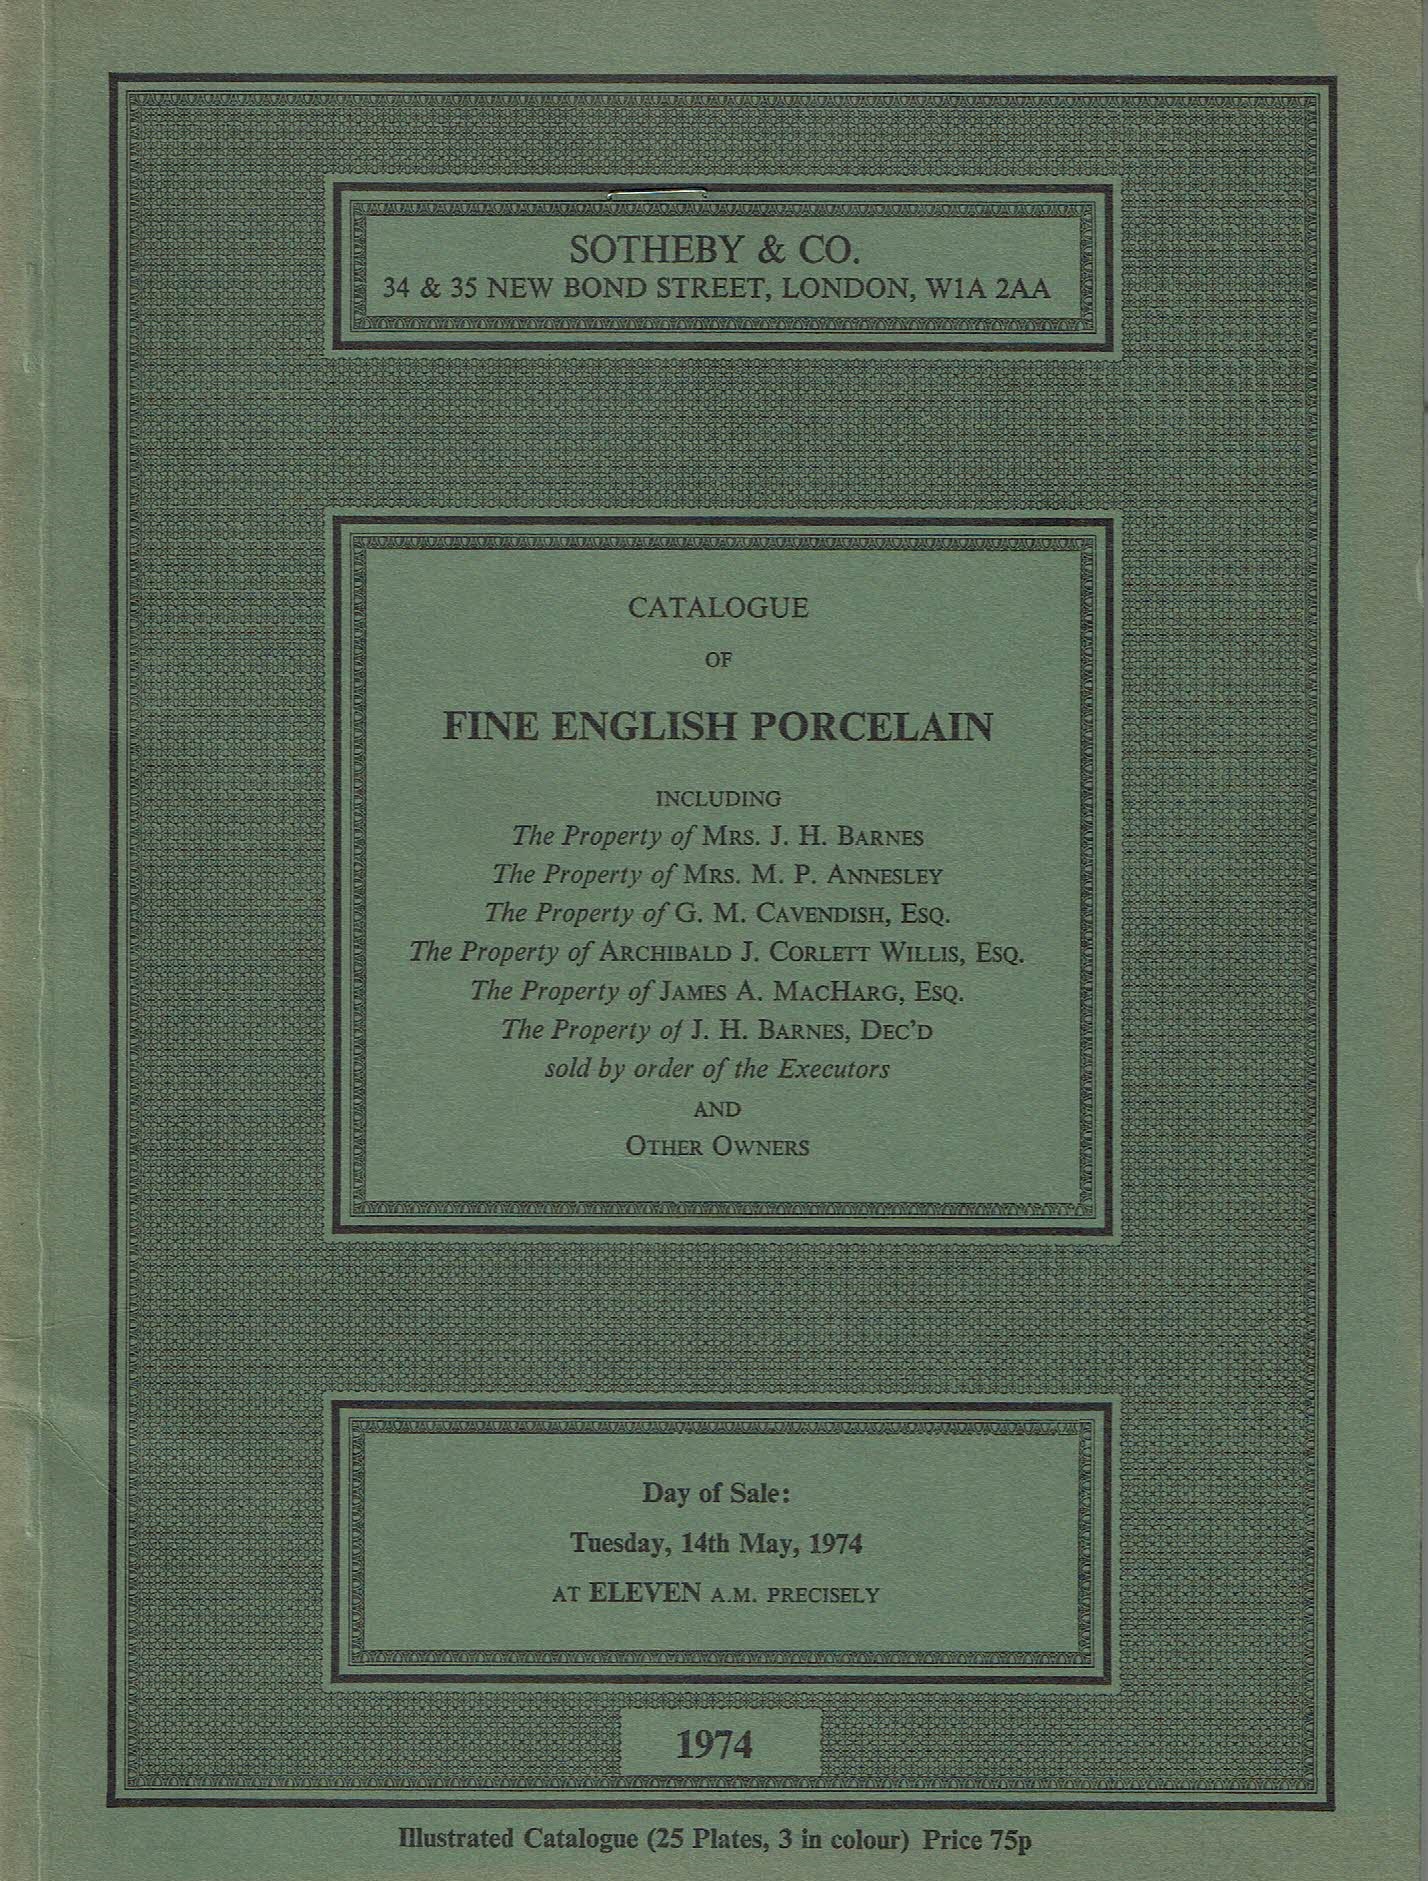 SOTHEBY & CO.
34 & 35 NEW BOND STREET, LONDON, W1A 2AA
CATALOGUE
OF
FINE ENGLISH PORCELAIN
INCLUDING
The Property of MRS. J. H. BARNES
The Property of MRS. M. P. ANNESLEY
The Property of G. M. CAVENDISH, ESQ.
The Property of ARCHIBALD J. CORLETT WILLIS, ESQ.
The Property of JAMES A. MACHARG, ESQ.
The Property of J. H. BARNES, DEC'D
sold by order of the Executors
AND
OTHER OWNERS
Day of Sale:
Tuesday, 14th May, 1974
AT ELEVEN A.M. PRECISELY
1974
Illustrated Catalogue (25 Plates, 3 in colour) Price 75p